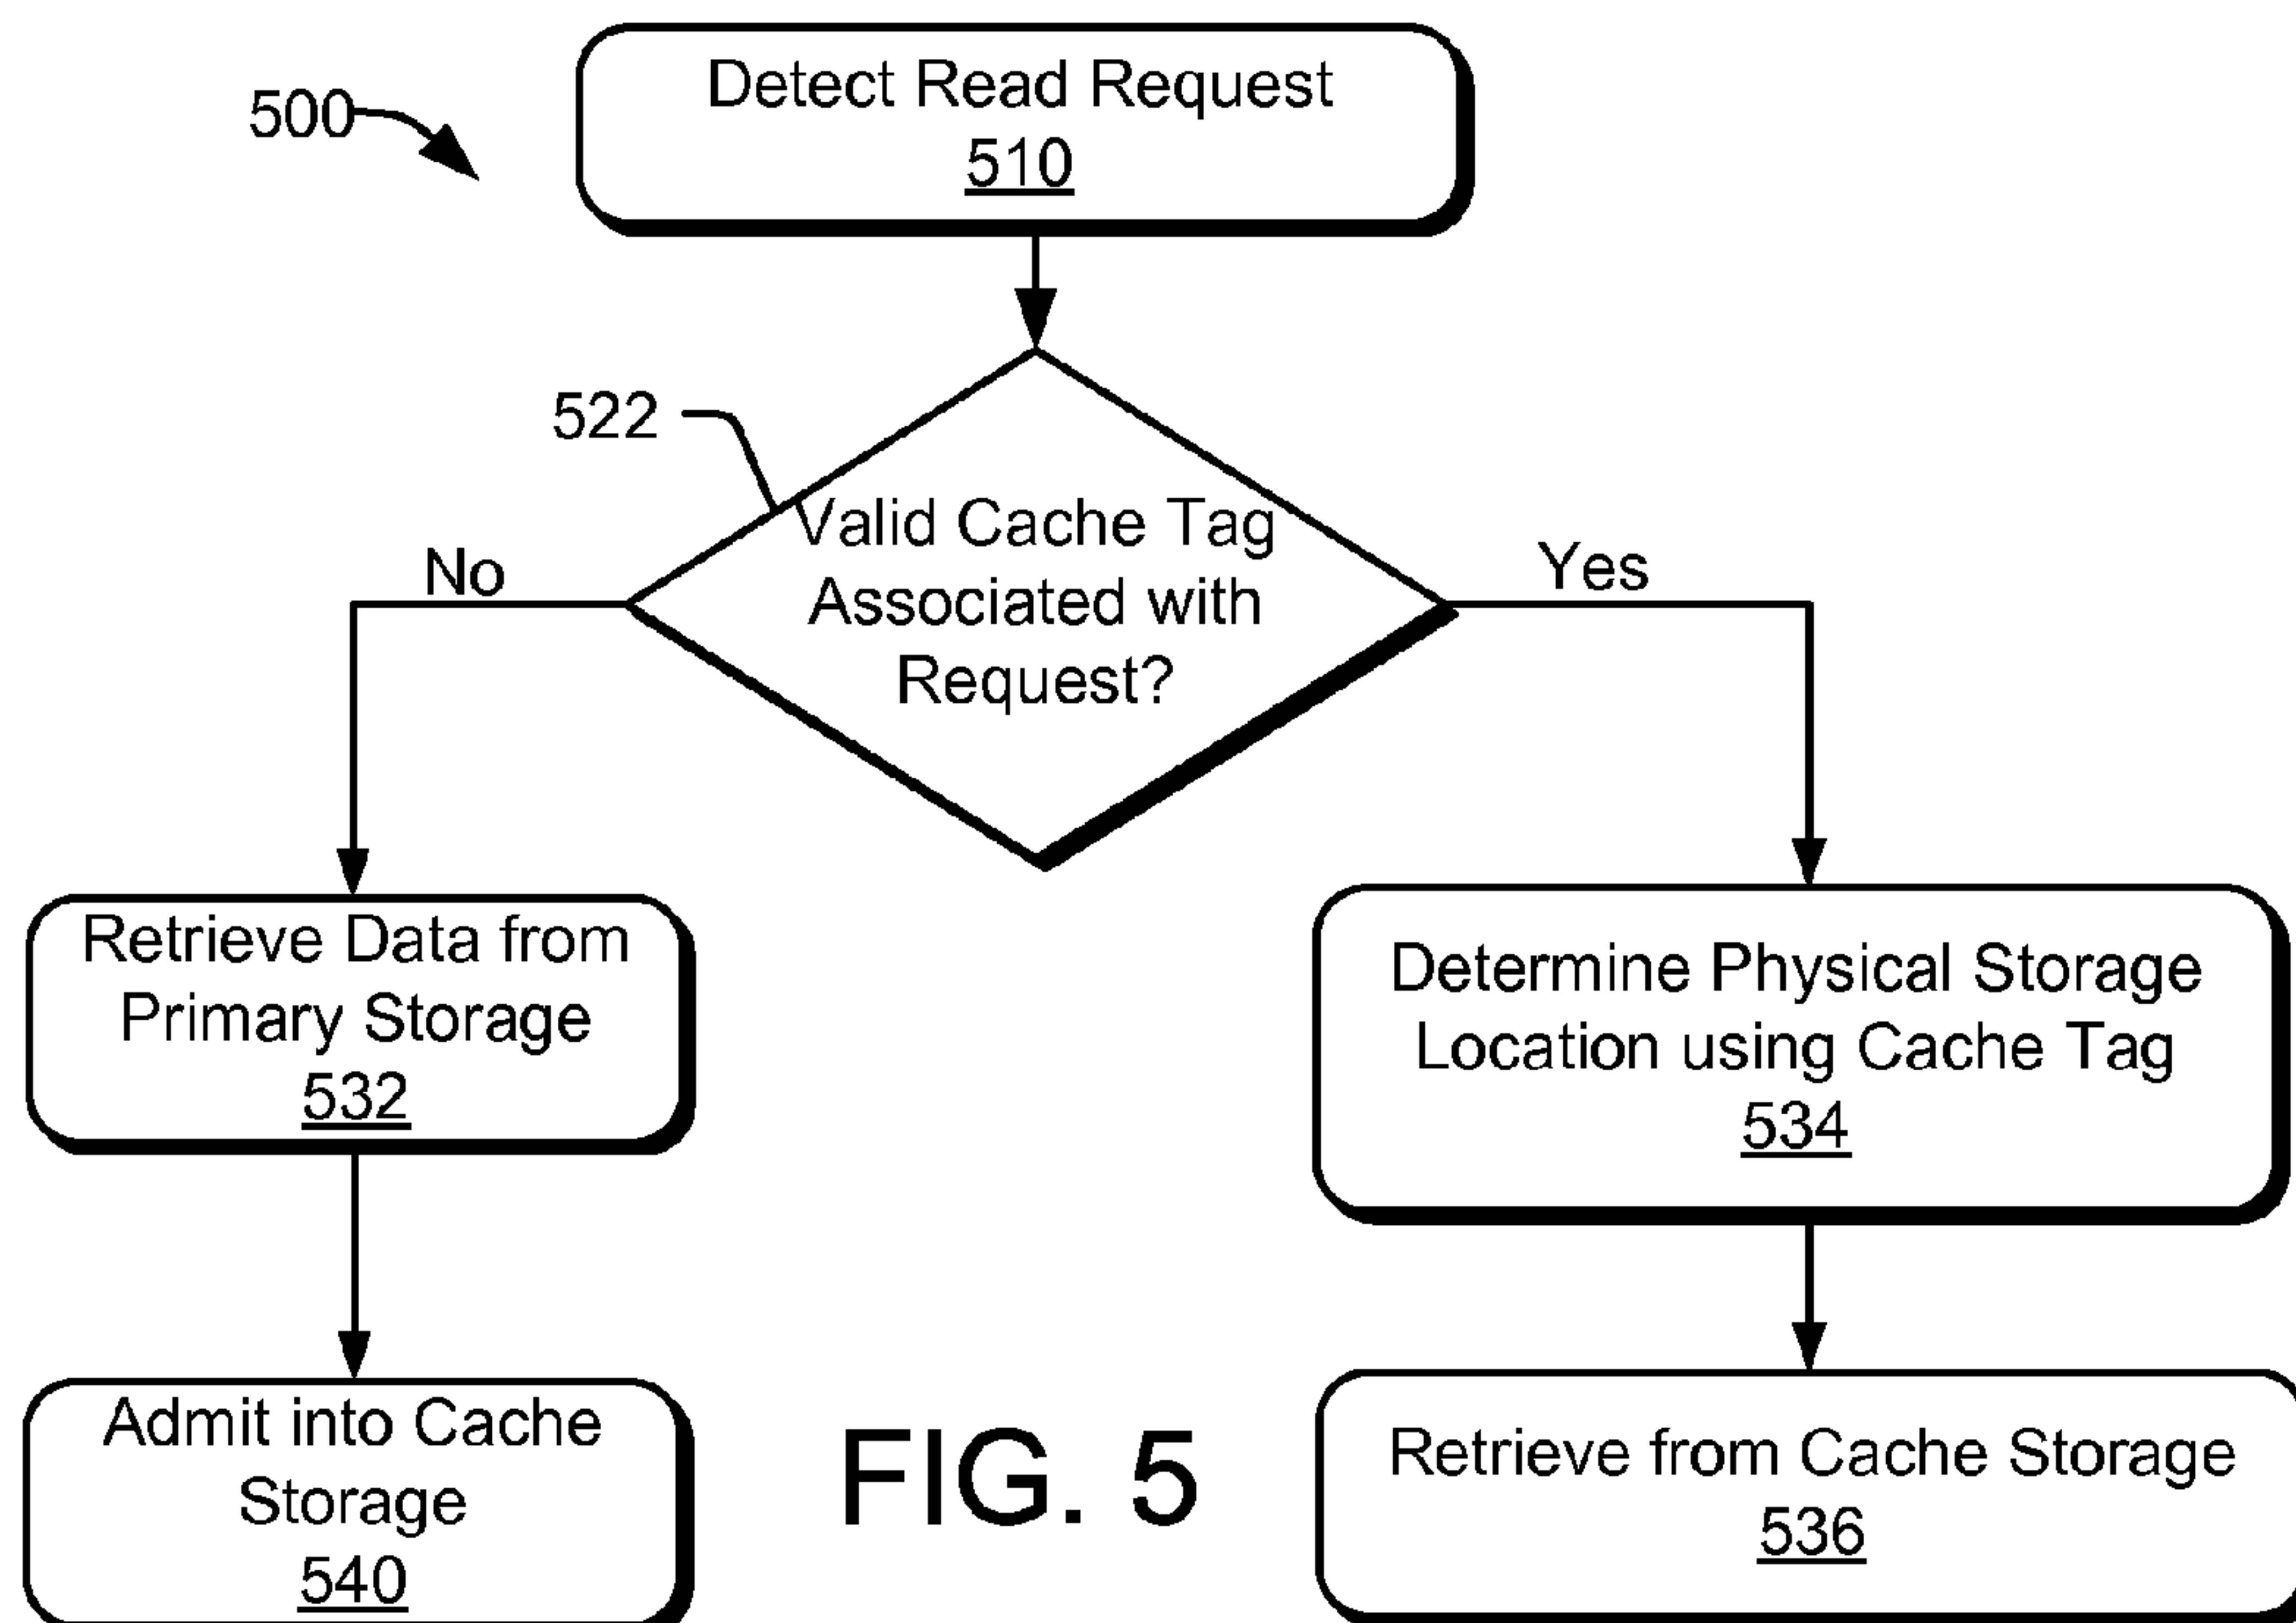 500
Detect Read Request
510
522
Valid Cache Tag
Associated with
Request?
No
Yes
Retrieve Data from
Primary Storage
532
Determine Physical Storage
Location using Cache Tag
534
Admit into Cache
Storage
540
FIG. 5
Retrieve from Cache Storage
536